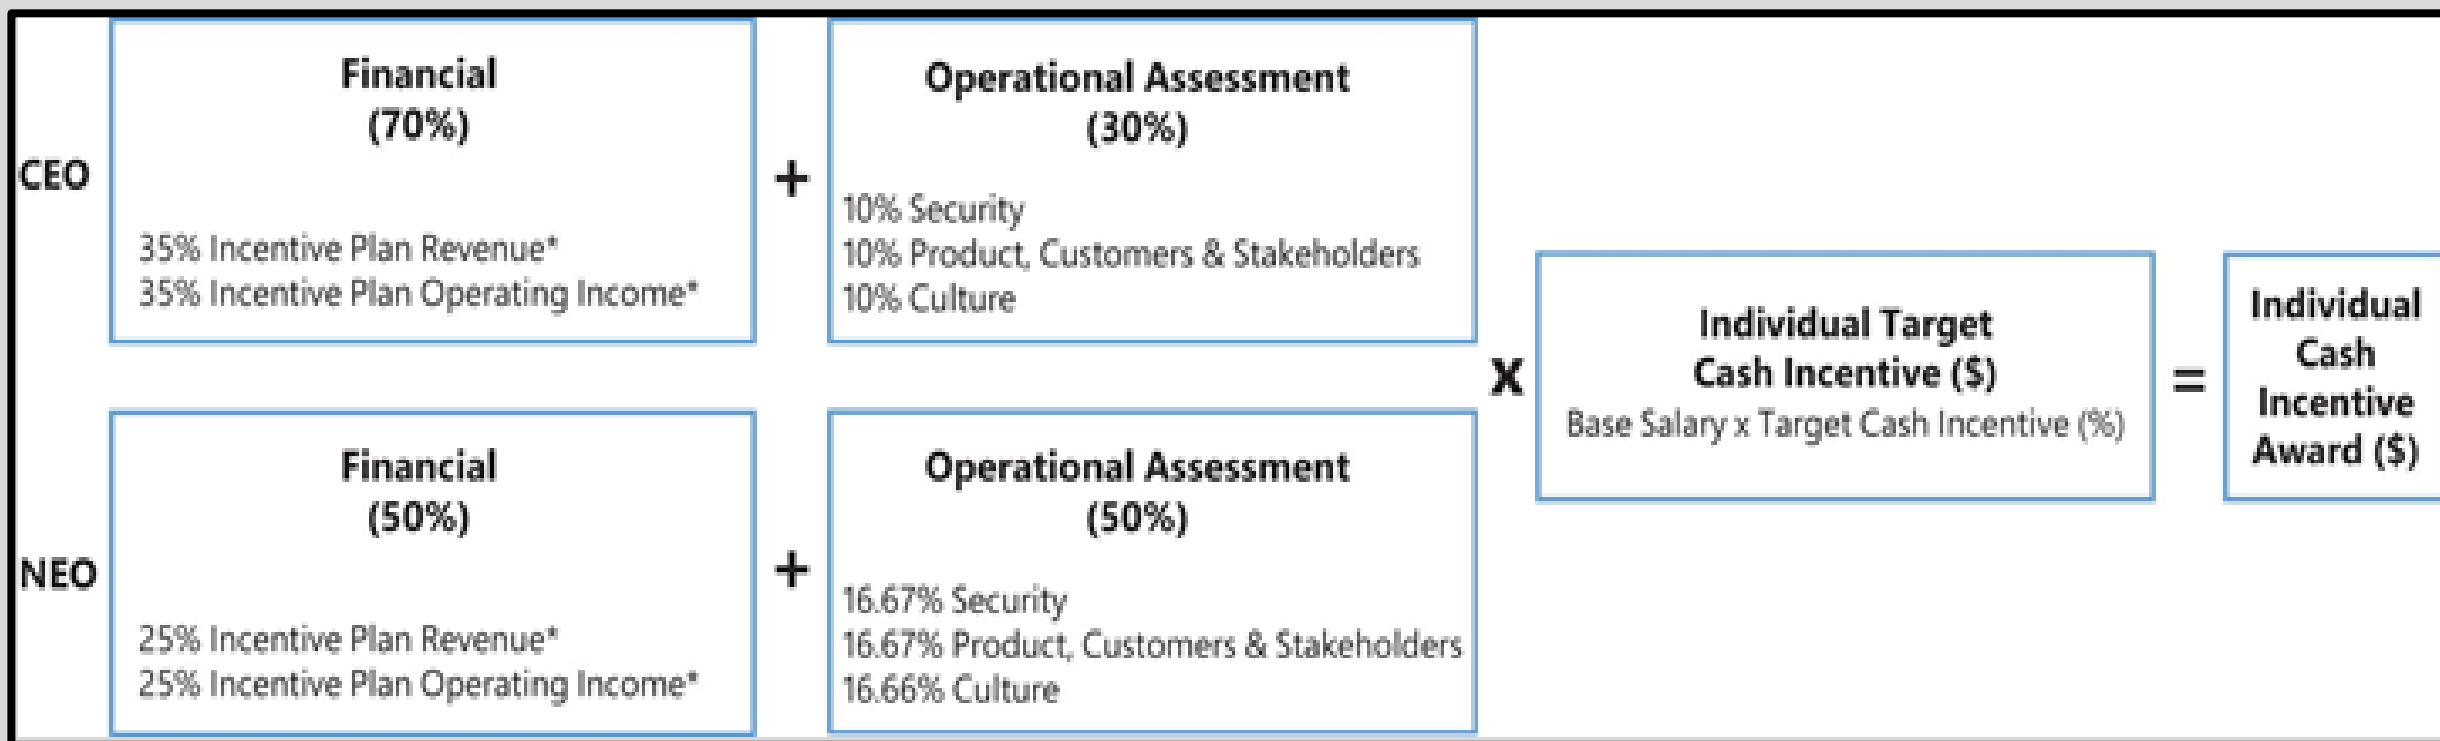 CEO
Financial
(70%)
35% Incentive Plan Revenue*
35% Incentive Plan Operating Income*
+
Operational Assessment
(30%)
10% Security
10% Product, Customers & Stakeholders
10% Culture
NEO
Financial
(50%)
25% Incentive Plan Revenue*
25% Incentive Plan Operating Income*
+
Operational Assessment
(50%)
16.67% Security
16.67% Product, Customers & Stakeholders
16.66% Culture
x
Individual Target
Cash Incentive ($)
Base Salary x Target Cash Incentive (%)
=
Individual
Cash
Incentive
Award ($)